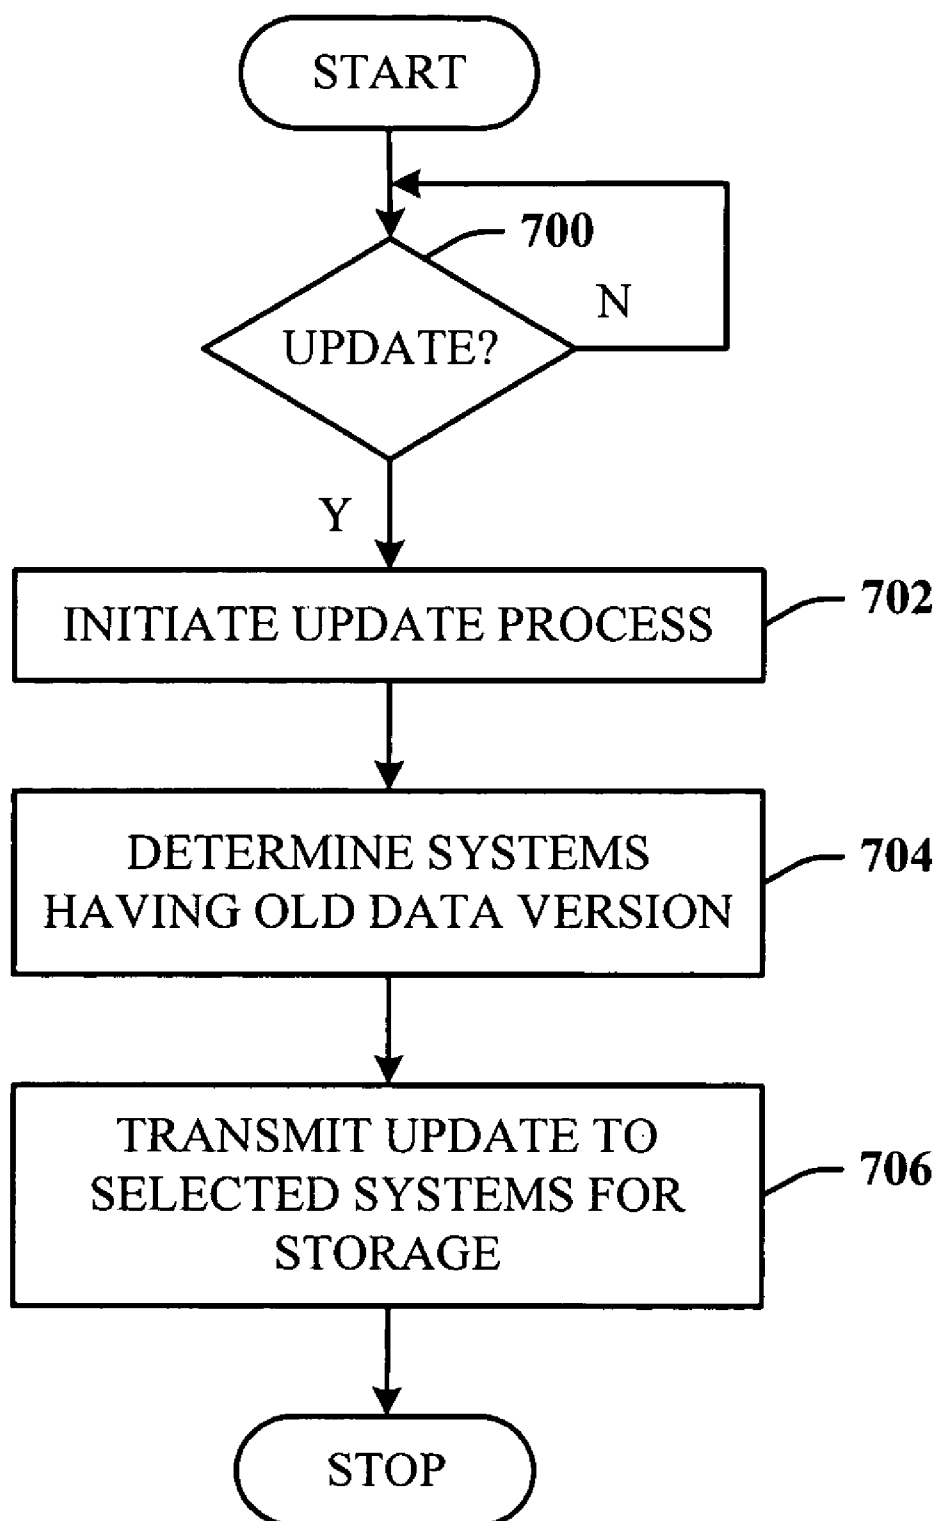 START
700
N
UPDATE?
Y
INITIATE UPDATE PROCESS
702
DETERMINE SYSTEMS
HAVING OLD DATA VERSION
704
TRANSMIT UPDATE TO
SELECTED SYSTEMS FOR
STORAGE
706
STOP